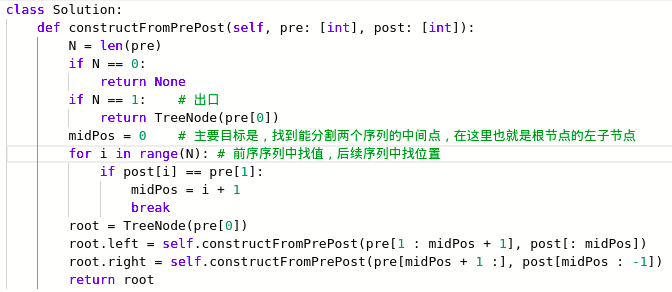 class Solution:
    def constructFromPrePost(self, pre: [int], post: [int]):
        N = len(pre)
        if N == 0:
            return None
        if N == 1:    # 出口
            return TreeNode(pre[0])
        midPos = 0    # 主要目标是，找到能分割两个序列的中间点，在这里也就是根节点的左子节点
        for i in range(N): # 前序序列中找值，后续序列中找位置
            if post[i] == pre[1]:
                midPos = i + 1
                break
        root = TreeNode(pre[0])
        root.left = self.constructFromPrePost(pre[1 : midPos + 1], post[: midPos])
        root.right = self.constructFromPrePost(pre[midPos + 1 :], post[midPos : -1])
        return root